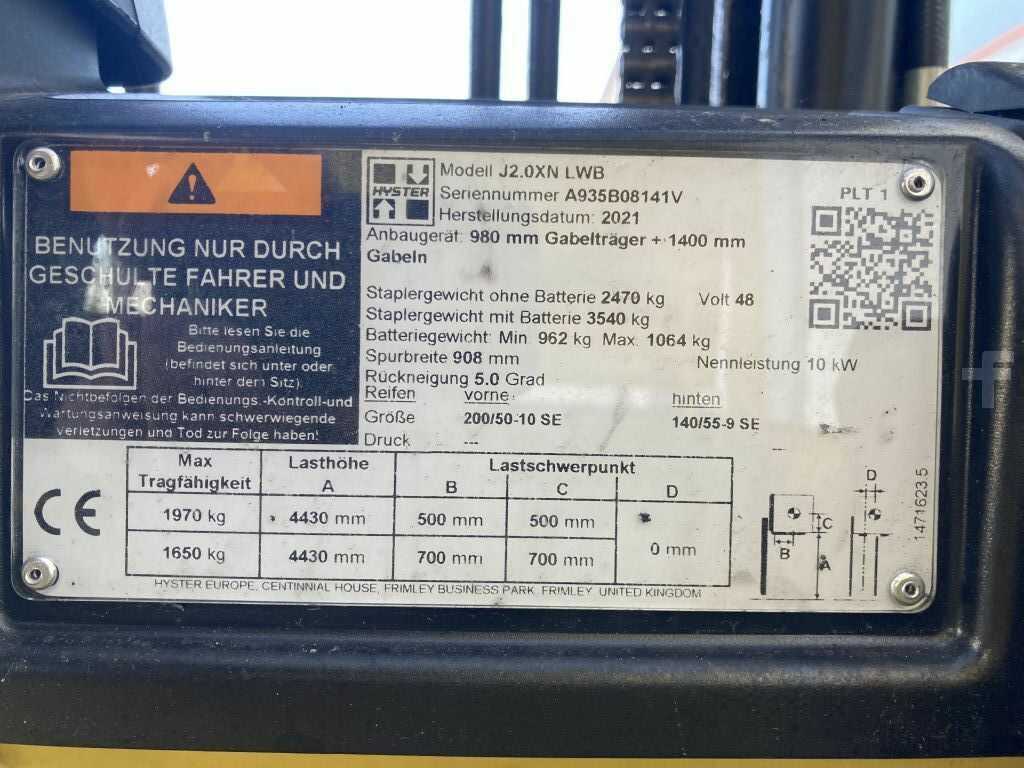 BENUTZUNG NUR DURCH
GESCHULTE FAHRER UND
MECHANIKER
Bitte lesen Sie die
Bedienungsanleitung
(befindet sich unter oder
hinter dem Sitz).
Das Nichtbefolgen der Bedienungs.-Kontroll-und
Wartungsanweisung kann schwerwiegende
verletzungen und Tod zur Folge haben!
HYSTER
Modell J2.0XN LWB
Seriennummer A935B08141V
Herstellungsdatum: 2021
PLT 1
Anbaugerät: 980 mm Gabelträger + 1400 mm
Gabeln
Staplergewicht ohne Batterie 2470 kg Volt 48
Staplergewicht mit Batterie 3540 kg
Batteriegewicht: Min. 962 kg Max. 1064 kg
Spurbreite 908 mm Nennleistung 10 kW
Rückneigung 5.0 Grad
Reifen vorne hinten
Größe 200/50-10 SE 140/55-9 SE
Druck ---
Max Tragfähigkeit Lasthöhe Lastschwerpunkt
A B C D
1970 kg 4430 mm 500 mm 500 mm
1650 kg 4430 mm 700 mm 700 mm 0 mm
CE
D
C
B
A
14716235
HYSTER EUROPE, CENTINNIAL HOUSE, FRIMLEY BUSINESS PARK, FRIMLEY, UNITED KINGDOM